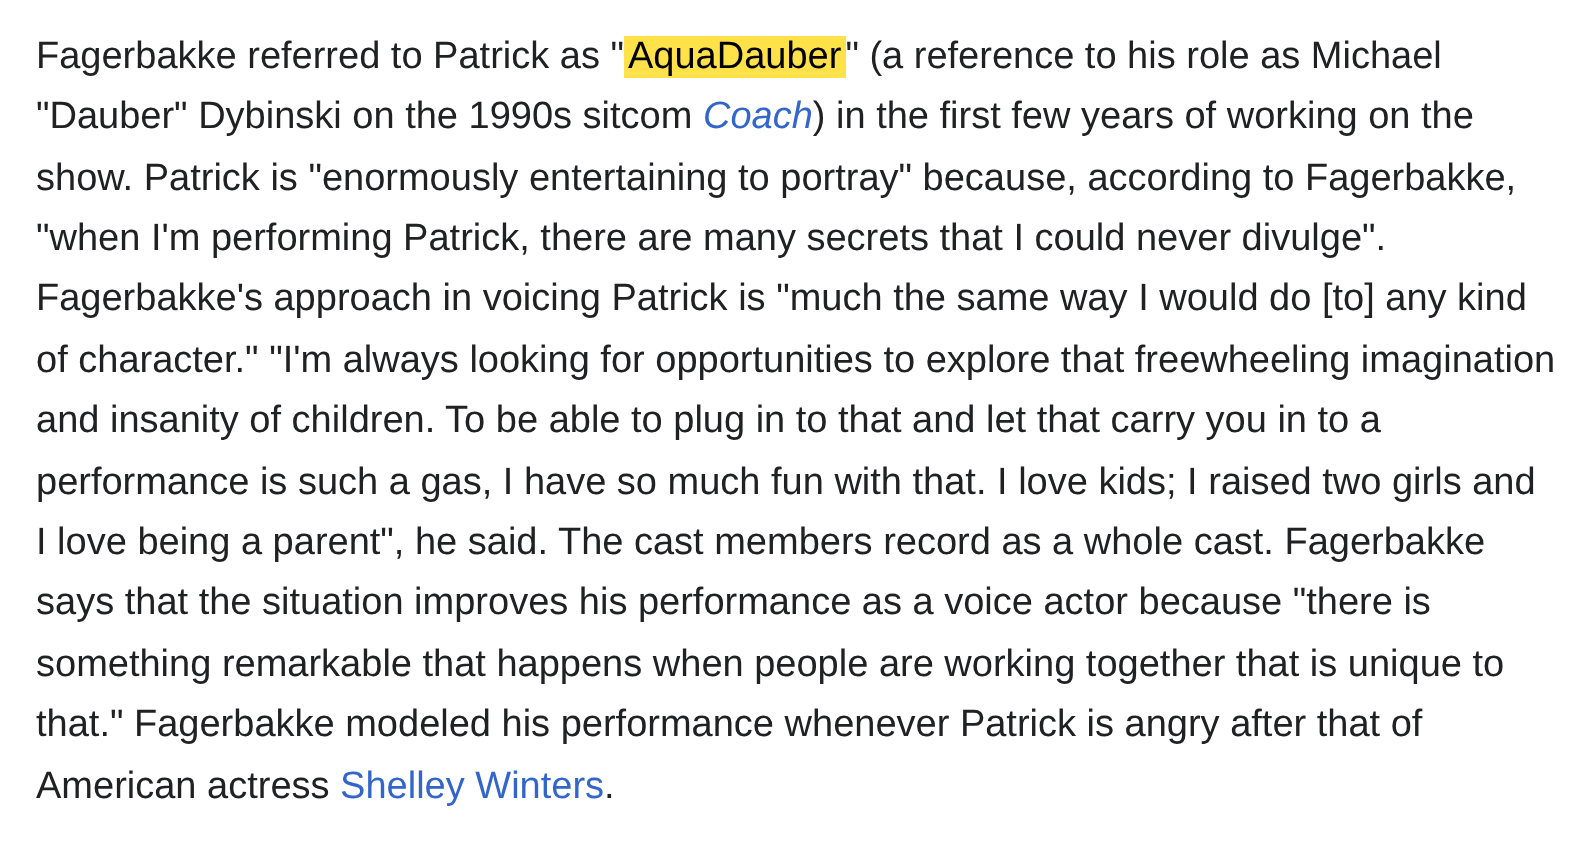 Fagerbakke referred to Patrick as "AquaDauber" (a reference to his role as Michael
"Dauber" Dybinski on the 1990s sitcom Coach) in the first few years of working on the
show. Patrick is "enormously entertaining to portray" because, according to Fagerbakke,
"when I'm performing Patrick, there are many secrets that I could never divulge".
Fagerbakke's approach in voicing Patrick is "much the same way I would do [to] any kind
of character." "I'm always looking for opportunities to explore that freewheeling imagination
and insanity of children. To be able to plug in to that and let that carry you in to a
performance is such a gas, I have so much fun with that. I love kids; I raised two girls and
I love being a parent", he said. The cast members record as a whole cast. Fagerbakke
says that the situation improves his performance as a voice actor because "there is
something remarkable that happens when people are working together that is unique to
that." Fagerbakke modeled his performance whenever Patrick is angry after that of
American actress Shelley Winters.